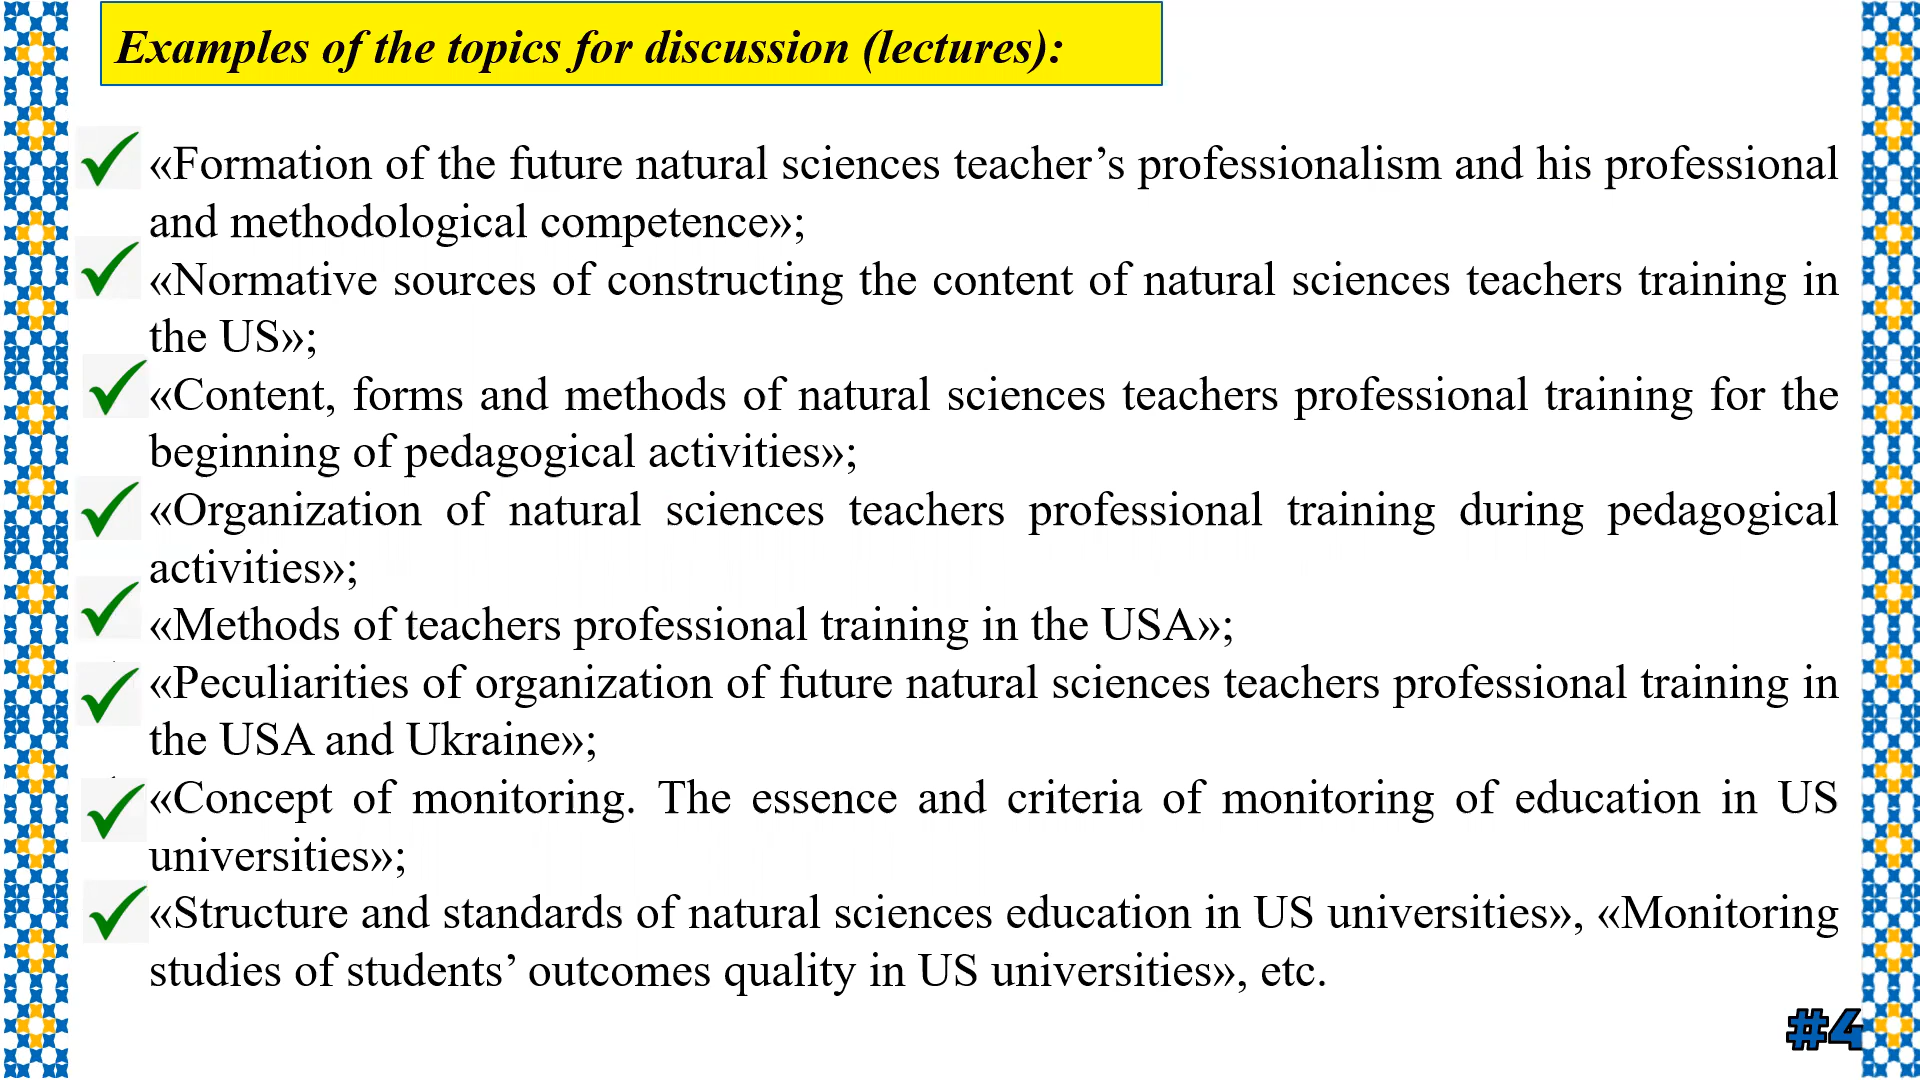 Examples of the topics for discussion (lectures):
«Formation of the future natural sciences teacher’s professionalism and his professional
and methodological competence»;
«Normative sources of constructing the content of natural sciences teachers training in
the US»;
«Content, forms and methods of natural sciences teachers professional training for the
beginning of pedagogical activities»;
«Organization of natural sciences teachers professional training during pedagogical
activities»;
«Methods of teachers professional training in the USA»;
«Peculiarities of organization of future natural sciences teachers professional training in
the USA and Ukraine»;
«Concept of monitoring. The essence and criteria of monitoring of education in US
universities»;
«Structure and standards of natural sciences education in US universities», «Monitoring
studies of students’ outcomes quality in US universities», etc.
#4